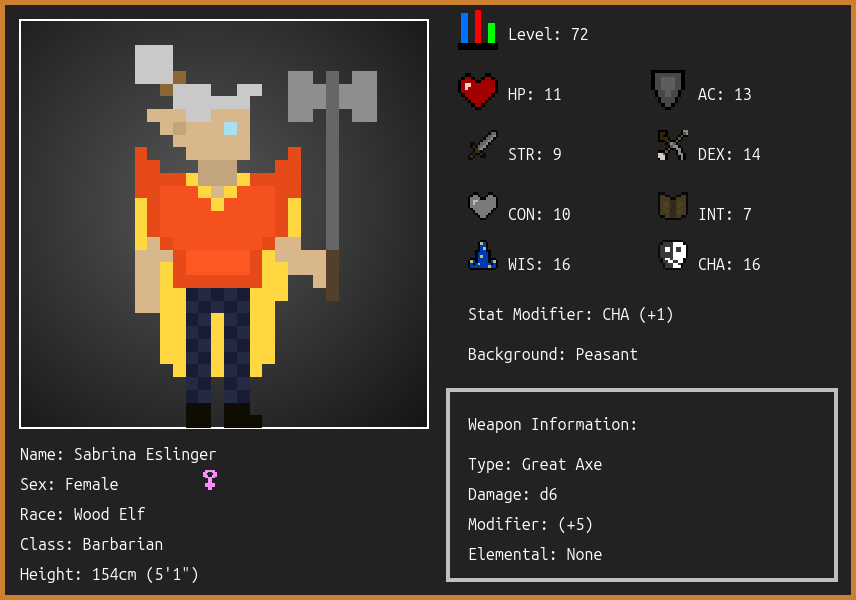 Level: 72
HP: 11
AC: 13
STR: 9
DEX: 14
CON: 10
INT: 7
WIS: 16
CHA: 16
Stat Modifier: CHA (+1)
Background: Peasant
Name: Sabrina Eslinger
Sex: Female
Race: Wood Elf
Class: Barbarian
Height: 154cm (5'1")
Weapon Information:
Type: Great Axe
Damage: d6
Modifier: (+5)
Elemental: None